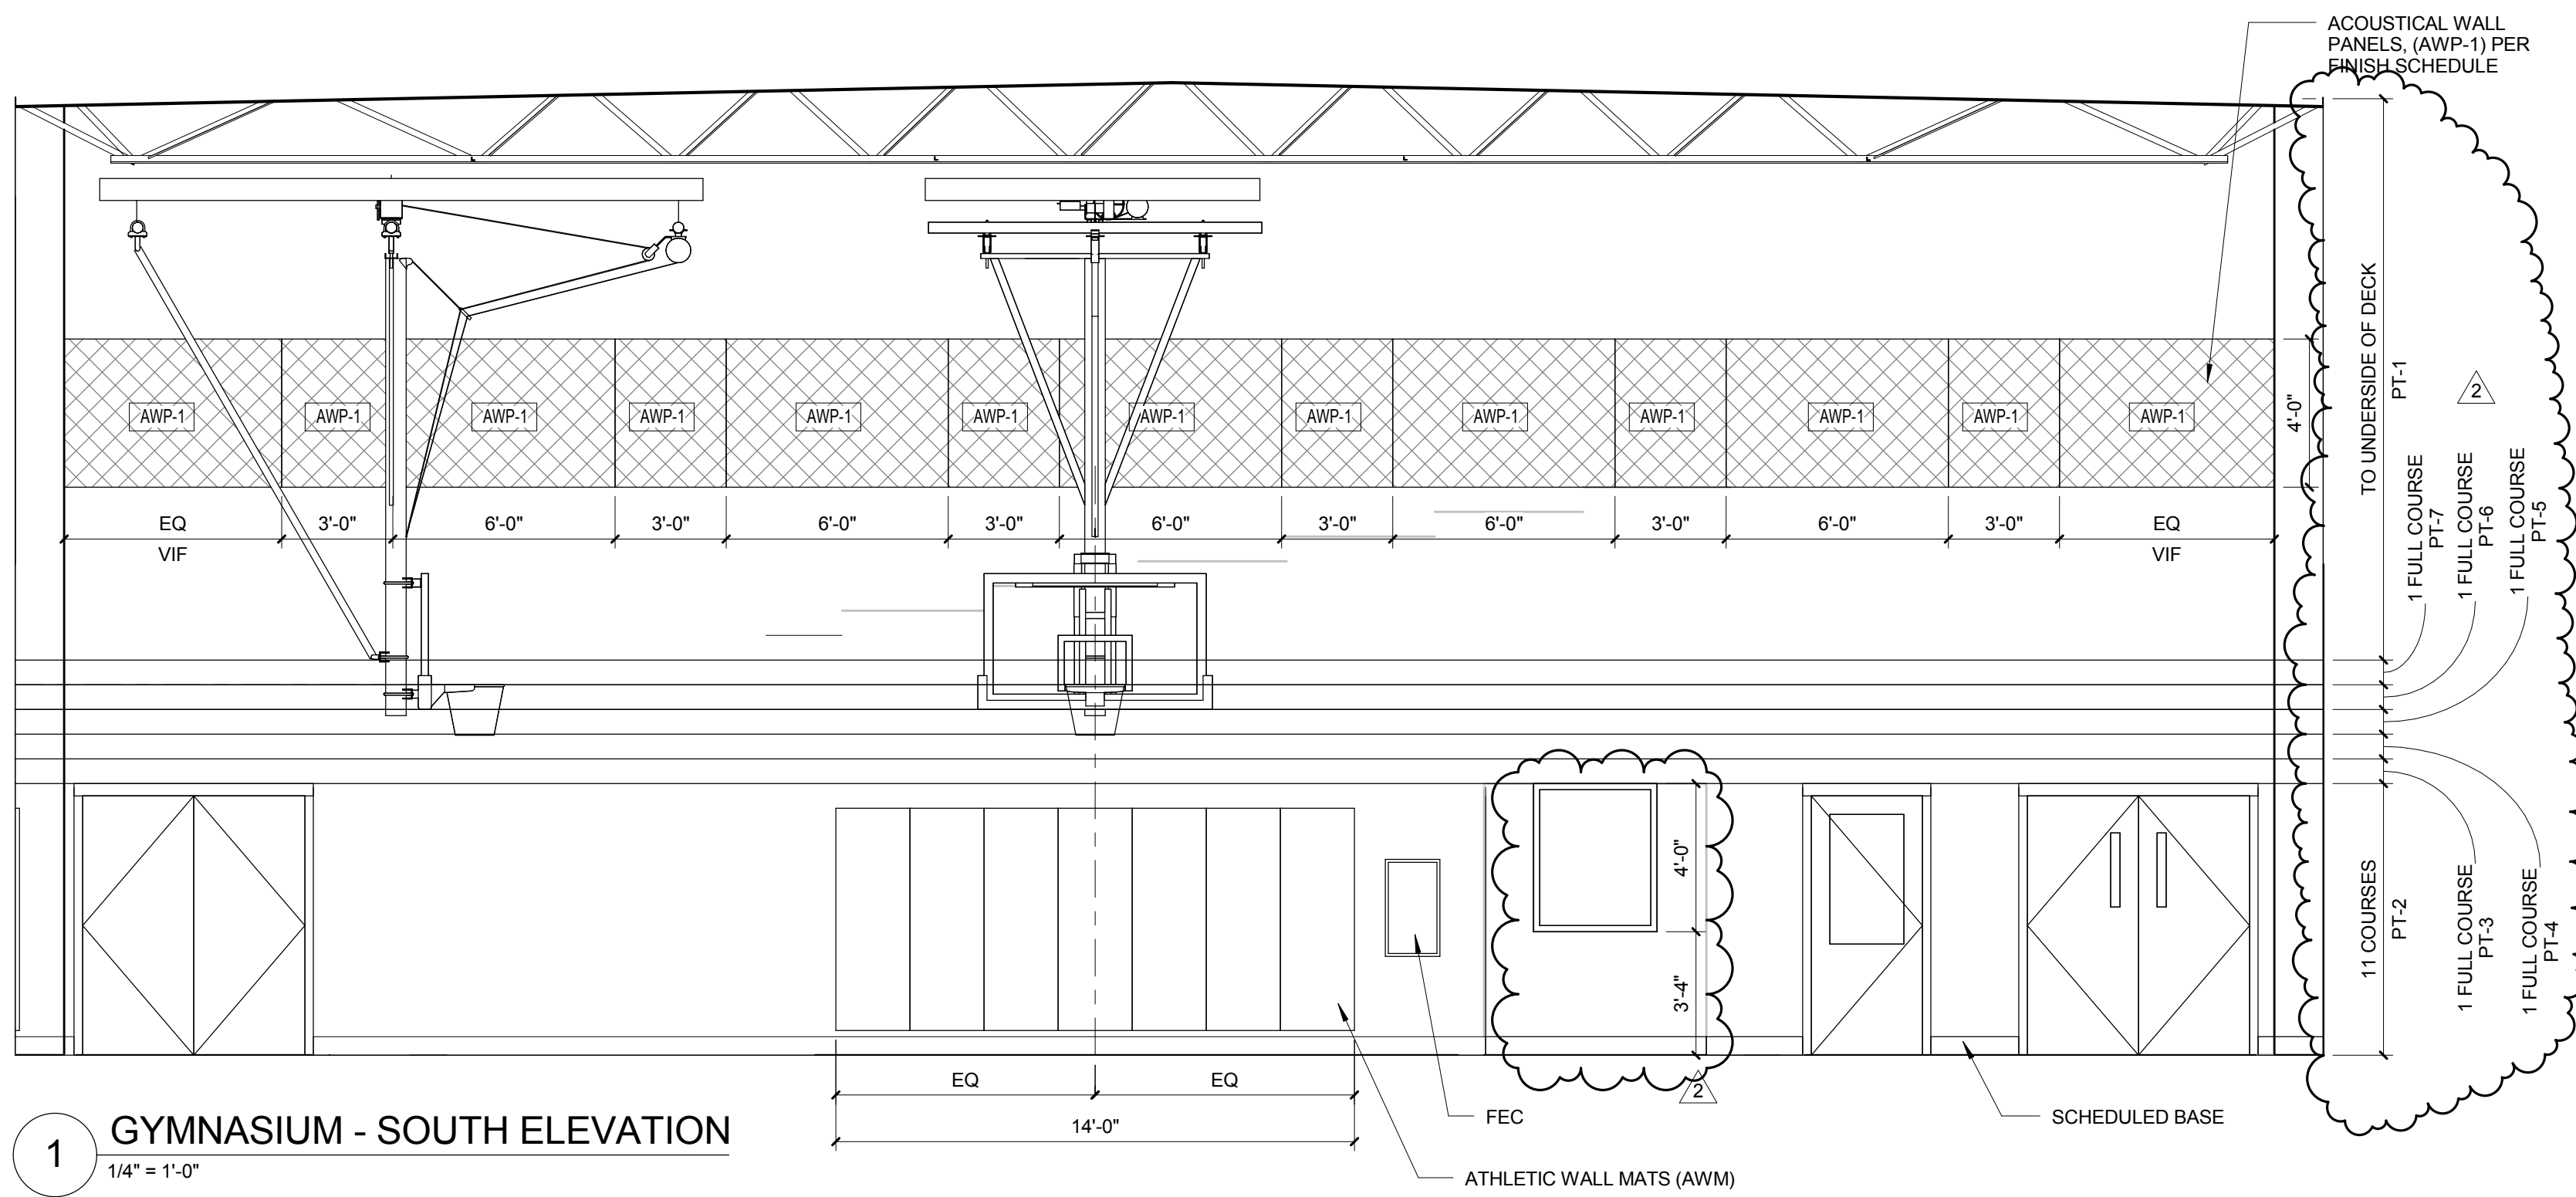 ACOUSTICAL WALL
PANELS, (AWP-1) PER
FINISH SCHEDULE
AWP-1
AWP-1
AWP-1
AWP-1
AWP-1
AWP-1
AWP-1
AWP-1
AWP-1
AWP-1
AWP-1
AWP-1
AWP-1
4'-0"
TO UNDERSIDE OF DECK
PT-1
2
1 FULL COURSE
PT-7
1 FULL COURSE
PT-6
1 FULL COURSE
PT-5
EQ
VIF
3'-0"
6'-0"
3'-0"
6'-0"
3'-0"
6'-0"
3'-0"
6'-0"
3'-0"
6'-0"
3'-0"
EQ
VIF
4'-0"
3'-4"
11 COURSES
PT-2
1 FULL COURSE
PT-3
1 FULL COURSE
PT-4
EQ
EQ
14'-0"
2
FEC
SCHEDULED BASE
ATHLETIC WALL MATS (AWM)
1
GYMNASIUM - SOUTH ELEVATION
1/4" = 1'-0"